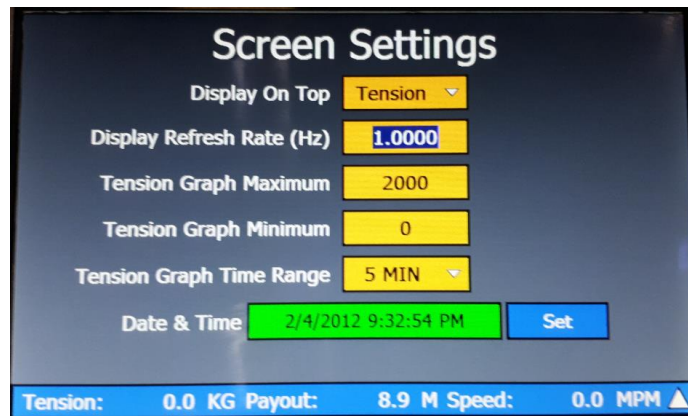 Screen Settings
Display On Top Tension
Display Refresh Rate (Hz) 1.0000
Tension Graph Maximum 2000
Tension Graph Minimum 0
Tension Graph Time Range 5 MIN
Date & Time 2/4/2012 9:32:54 PM Set
Tension: 0.0 KG Payout: 8.9 M Speed: 0.0 MPM